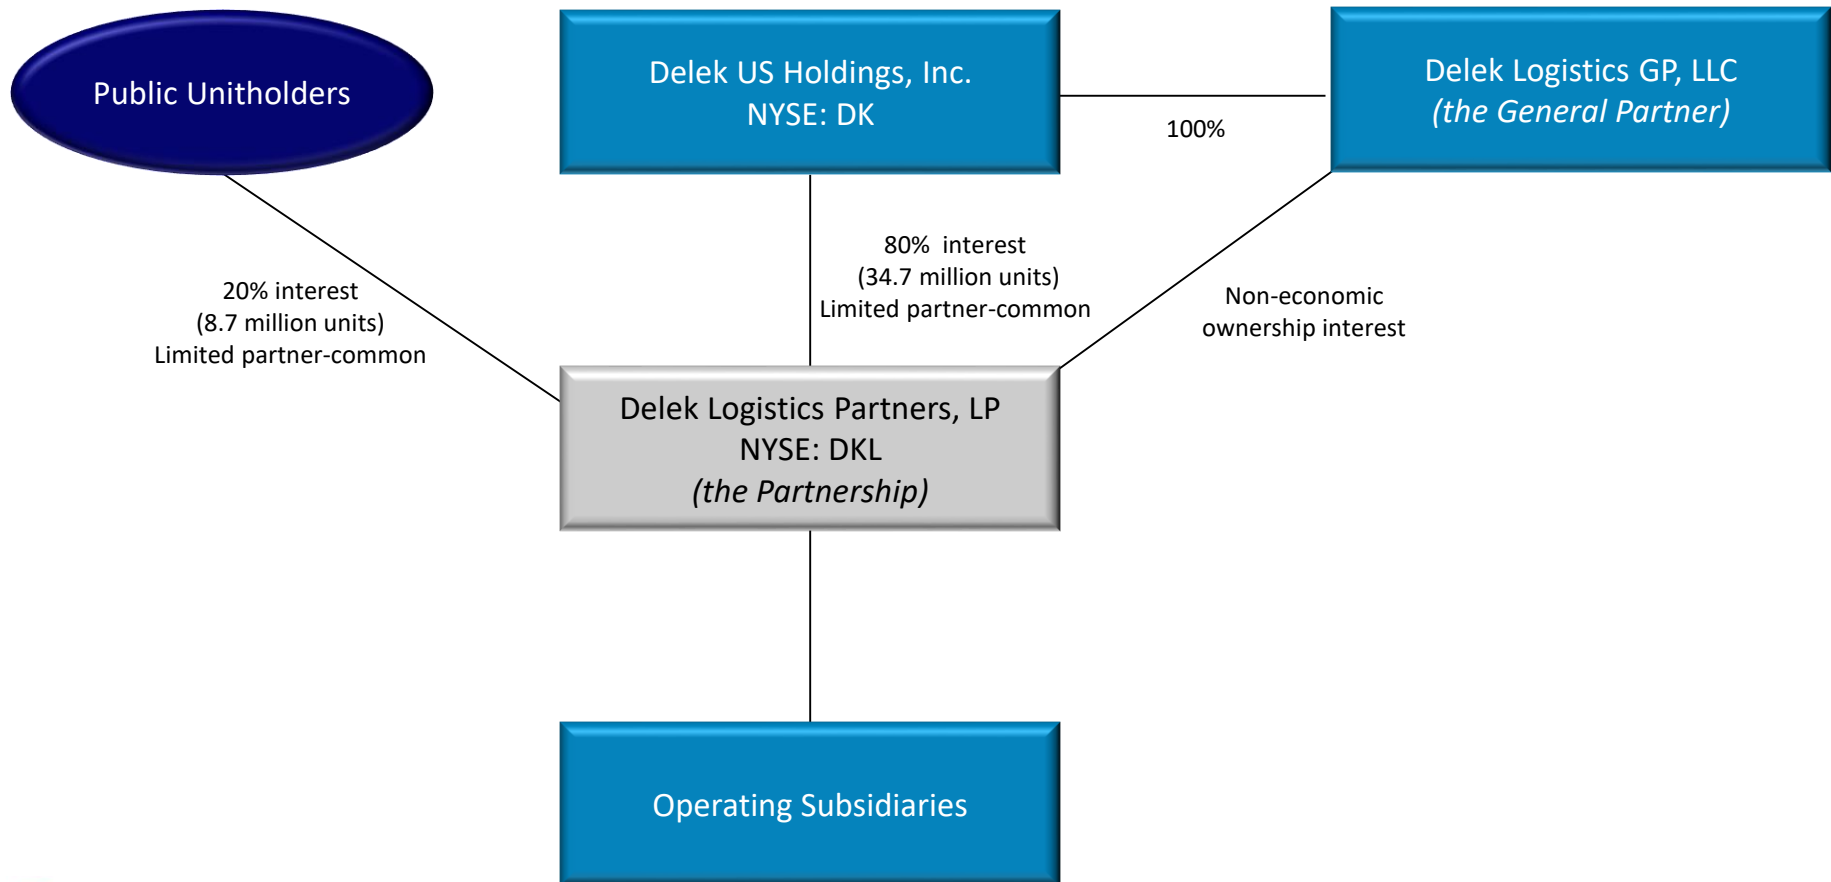 Public Unitholders
Delek US Holdings, Inc.
NYSE: DK
100%
Delek Logistics GP, LLC
(the General Partner)
20% interest
(8.7 million units)
Limited partner-common
80%  interest
(34.7 million units)
Limited partner-common
Non-economic
ownership interest
Delek Logistics Partners, LP
NYSE: DKL
(the Partnership)
Operating Subsidiaries